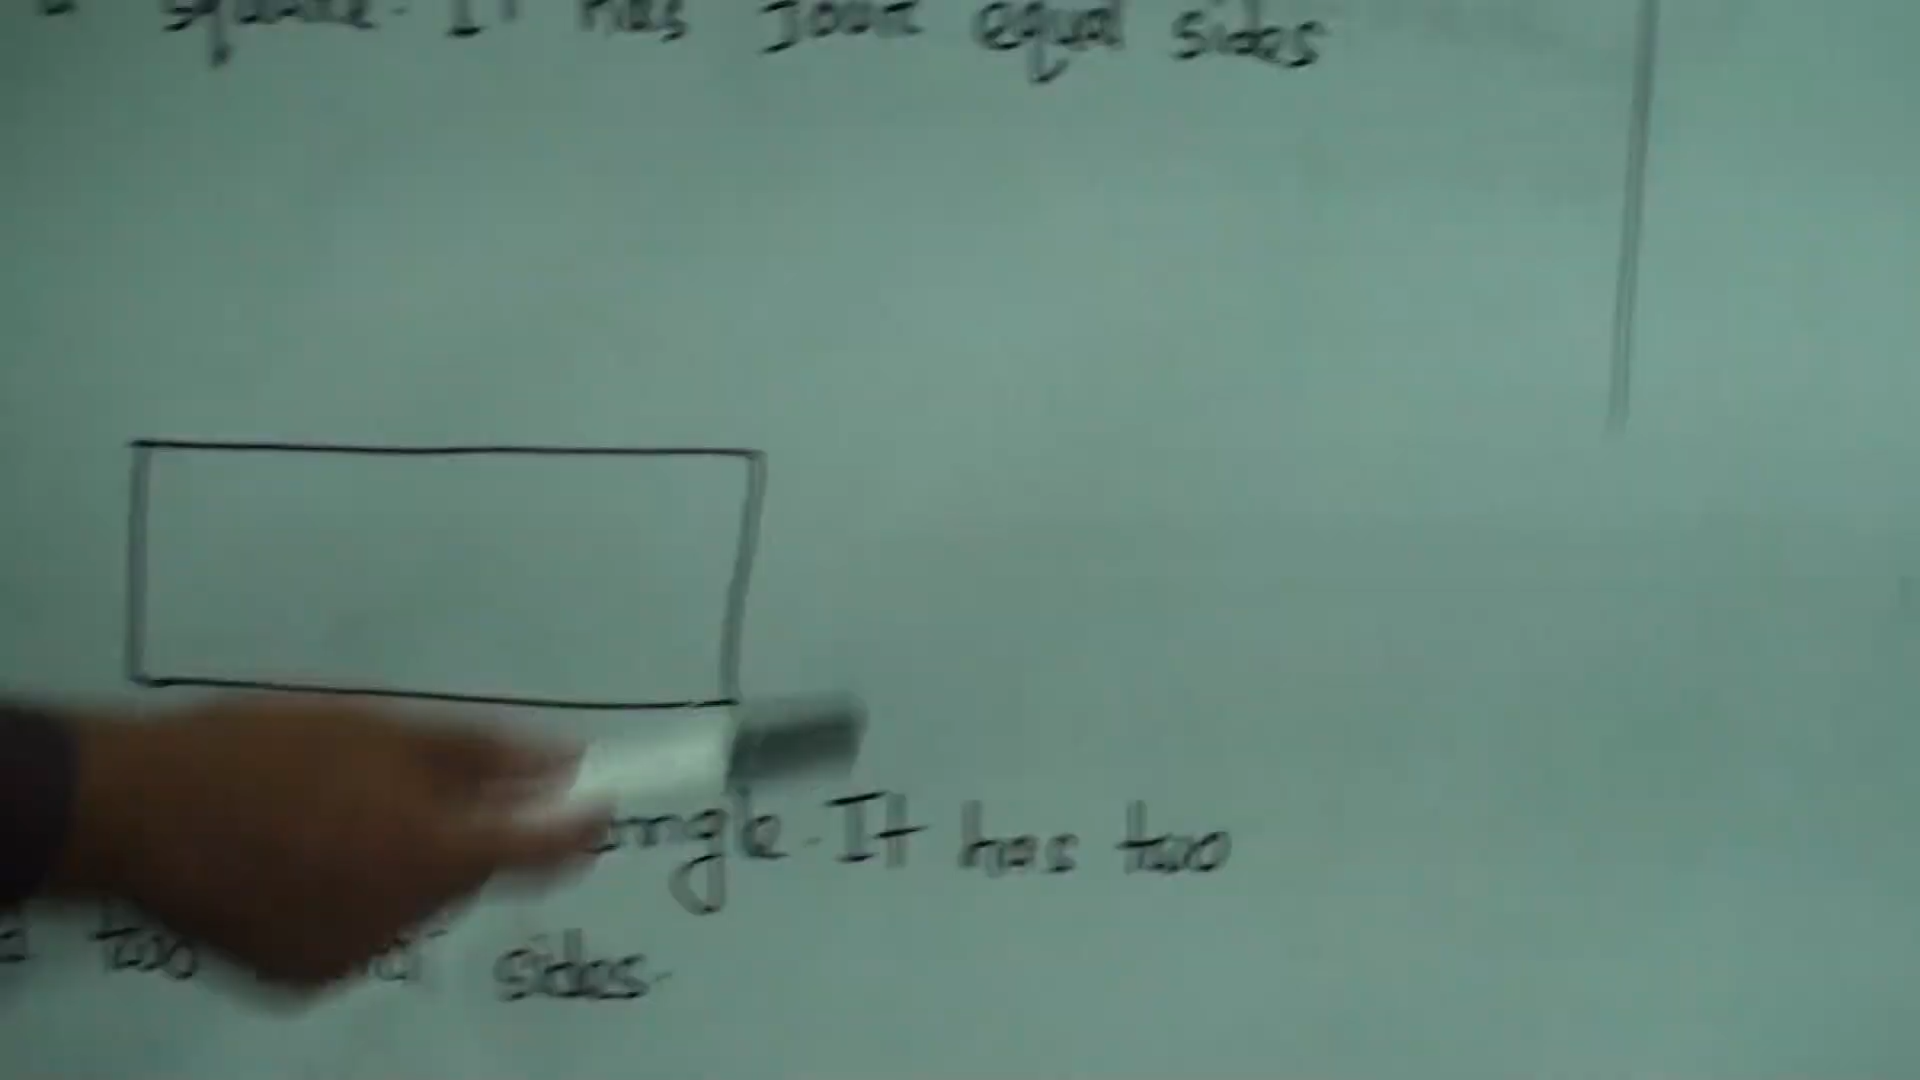 square. It has four equal sides
angle. It has two
two sides.